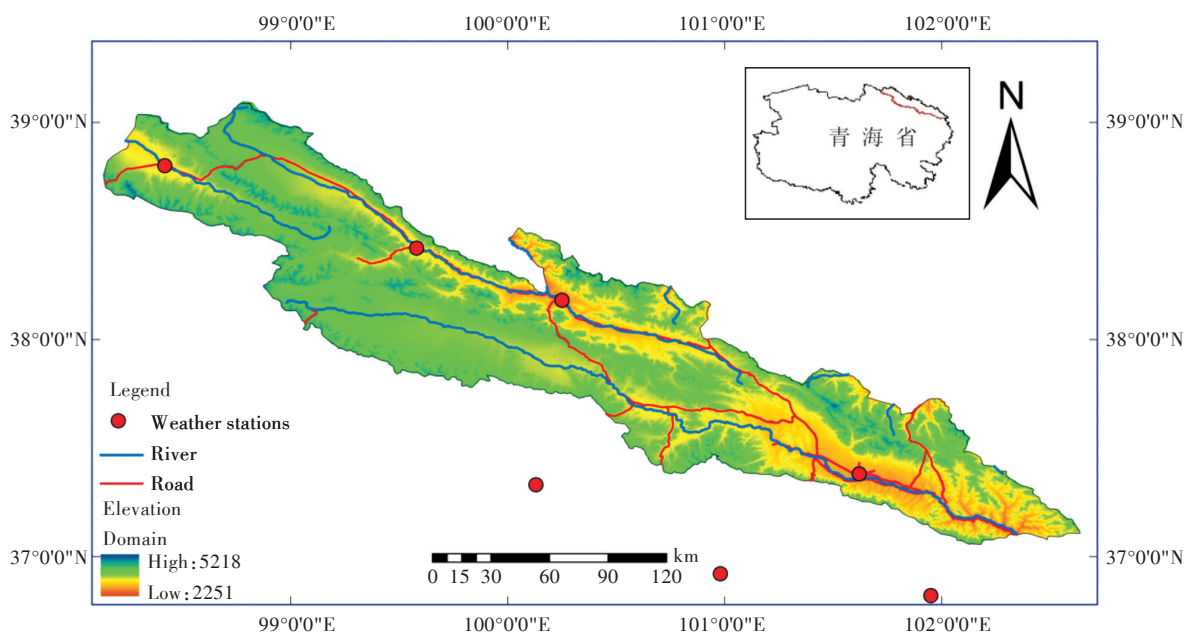 99°0'0"E 100°0'0"E 101°0'0"E 102°0'0"E
39°0'0"N 39°0'0"N
N
青海省
38°0'0"N 38°0'0"N
Legend
Weather stations
River
Road
Elevation
Domain
High:5218
Low:2251
37°0'0"N 37°0'0"N
km
0 15 30 60 90 120
99°0'0"E 100°0'0"E 101°0'0"E 102°0'0"E